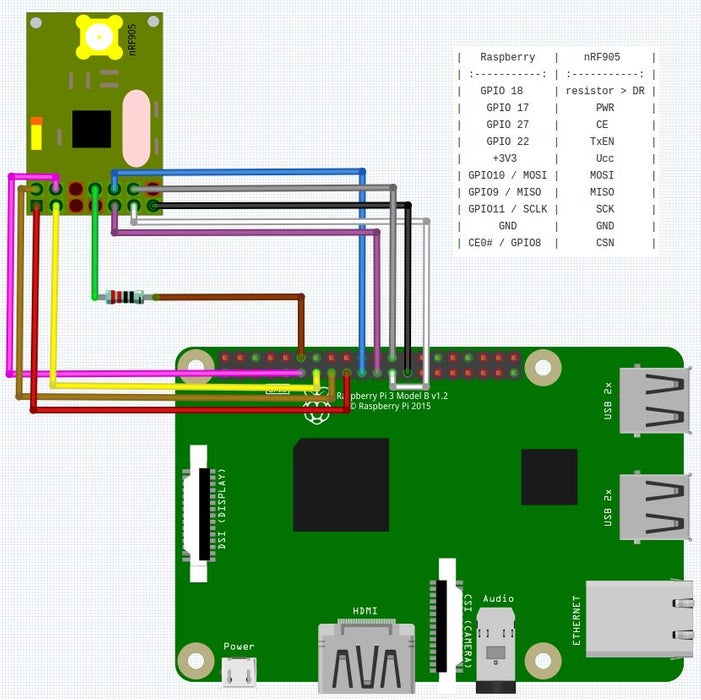 nRF905
| Raspberry | nRF905 |
| :-----------: | :-----------: |
| GPIO 18 | resistor > DR |
| GPIO 17 | PWR |
| GPIO 27 | CE |
| GPIO 22 | TxEN |
| +3V3 | Ucc |
| GPIO10 / MOSI | MOSI |
| GPIO9 / MISO | MISO |
| GPIO11 / SCLK | SCK |
| GND | GND |
| CE0# / GPIO8 | CSN |
Raspberry Pi 3 Model B v1.2
© Raspberry Pi 2015
USB 2x
USB 2x
DSI (DISPLAY)
CSI (CAMERA)
Audio
ETHERNET
HDMI
Power